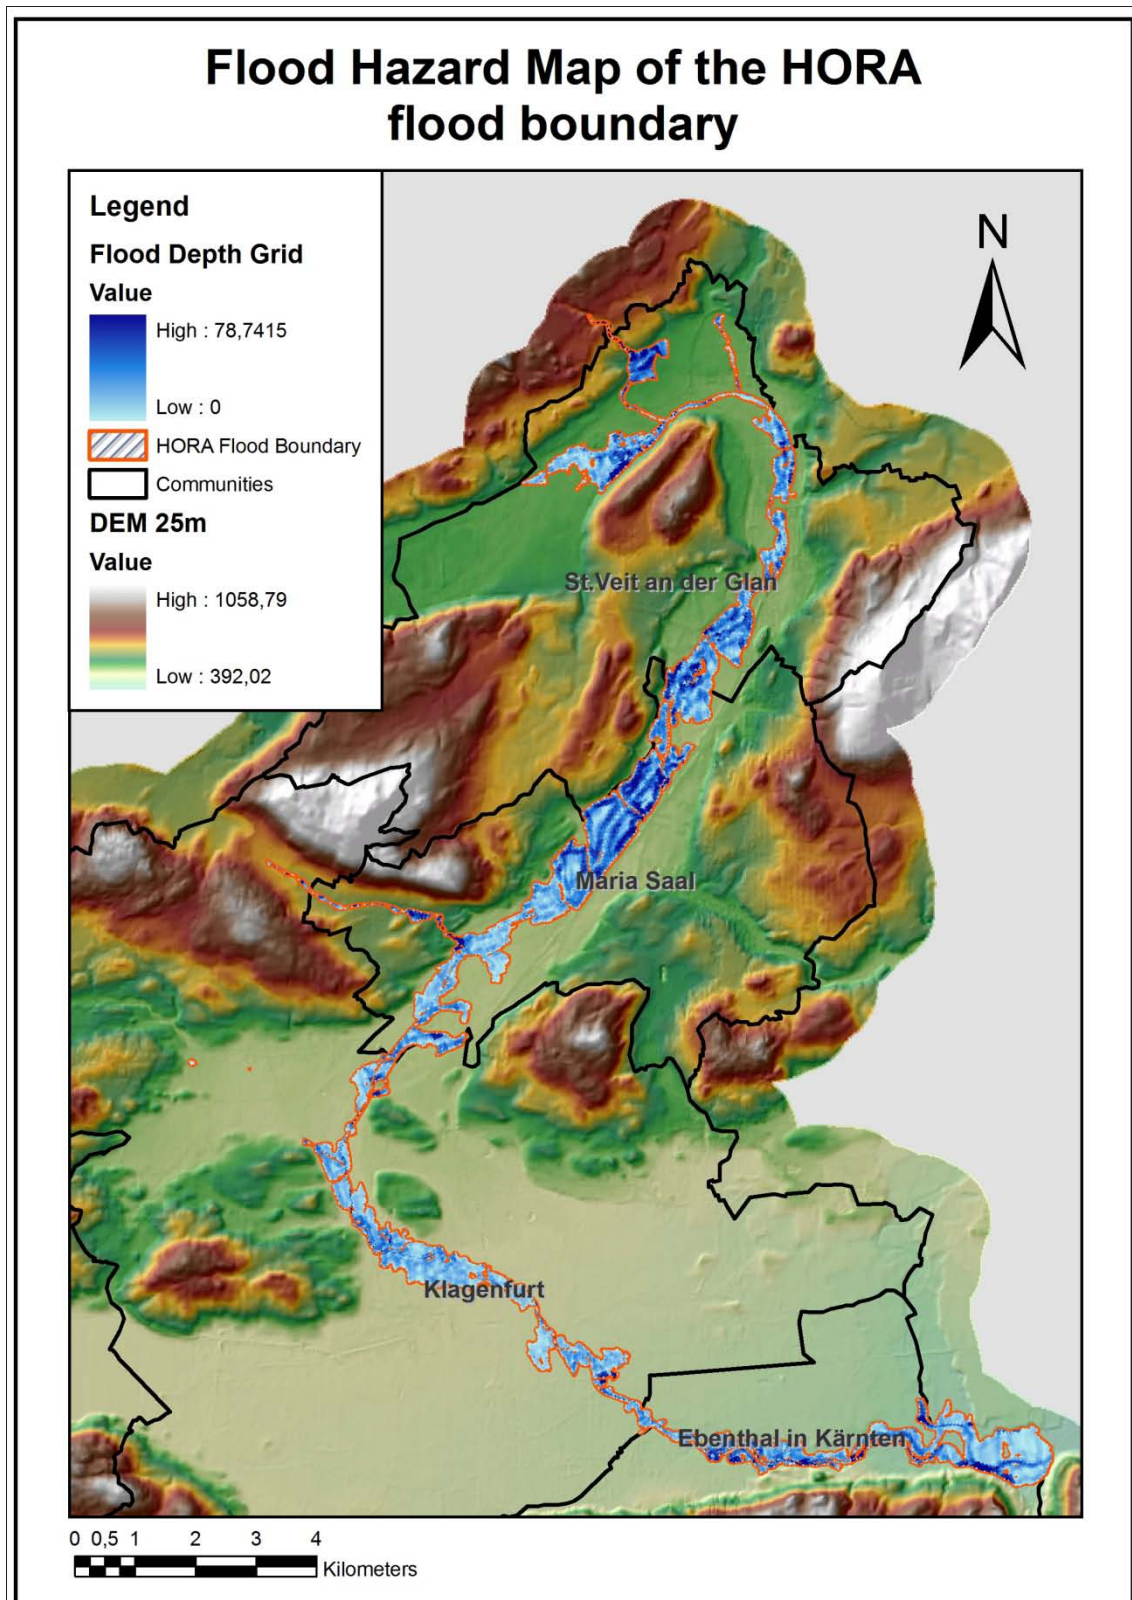 Flood Hazard Map of the HORA
flood boundary
Legend
Flood Depth Grid
Value
High : 78,7415
Low : 0
HORA Flood Boundary
Communities
DEM 25m
Value
High : 1058,79
Low : 392,02
N
St.Veit an der Glan
Maria Saal
Klagenfurt
Ebenthal in Kärnten
0 0,5 1 2 3 4
Kilometers